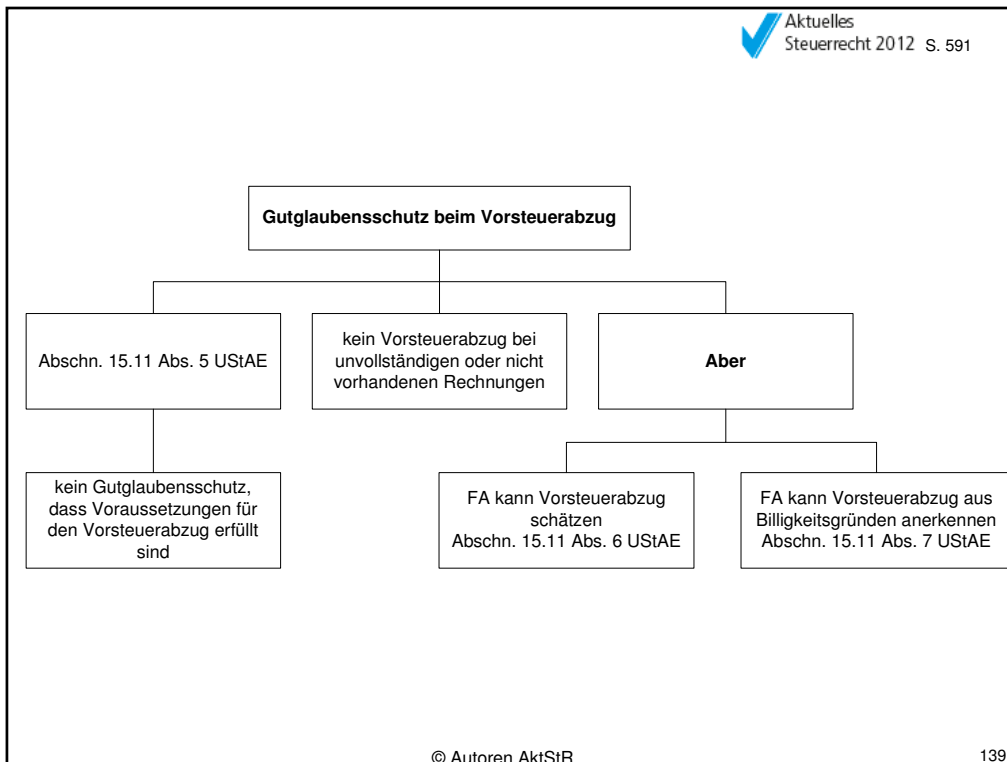 Aktuelles
Steuerrecht 2012 S. 591
Gutglaubensschutz beim Vorsteuerabzug
Abschn. 15.11 Abs. 5 UStAE
kein Vorsteuerabzug bei
unvollständigen oder nicht
vorhandenen Rechnungen
Aber
kein Gutglaubensschutz,
dass Voraussetzungen für
den Vorsteuerabzug erfüllt
sind
FA kann Vorsteuerabzug
schätzen
Abschn. 15.11 Abs. 6 UStAE
FA kann Vorsteuerabzug aus
Billigkeitsgründen anerkennen
Abschn. 15.11 Abs. 7 UStAE
© Autoren AktStR
139